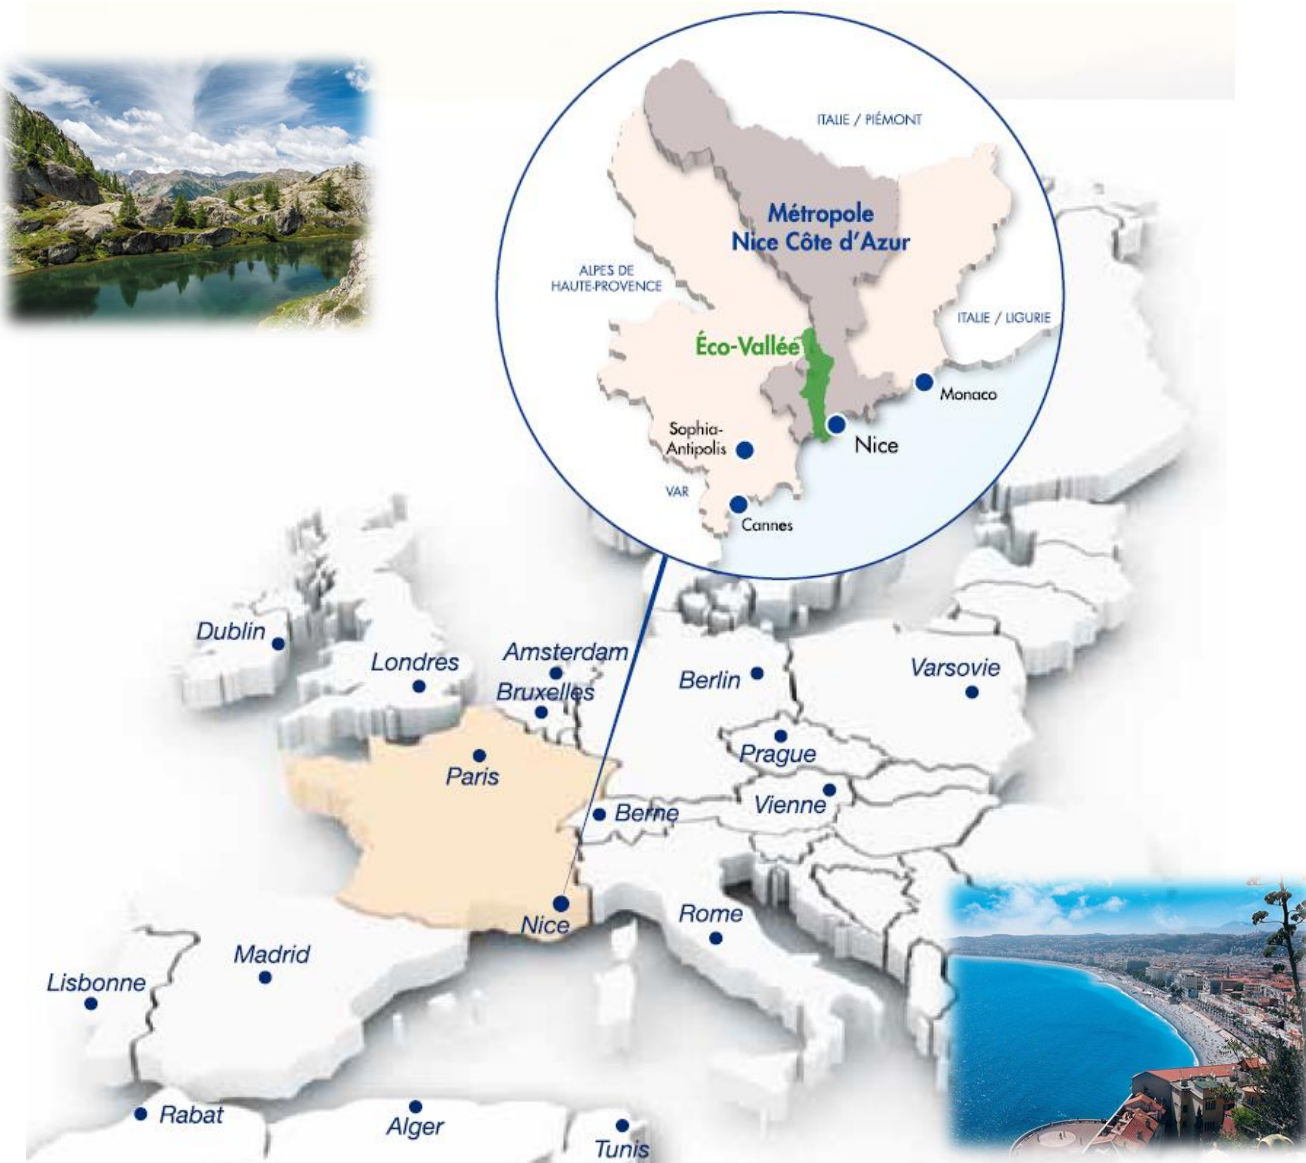 ITALIE / PIÉMONT
Métropole
Nice Côte d'Azur
ALPES DE
HAUTE-PROVENCE
ITALIE / LIGURIE
Éco-Vallée
Monaco
Sophia-
Antipolis
Nice
VAR
Cannes
Dublin
Londres
Amsterdam
Bruxelles
Berlin
Varsovie
Prague
Paris
Vienne
Berne
Nice
Rome
Madrid
Lisbonne
Rabat
Alger
Tunis